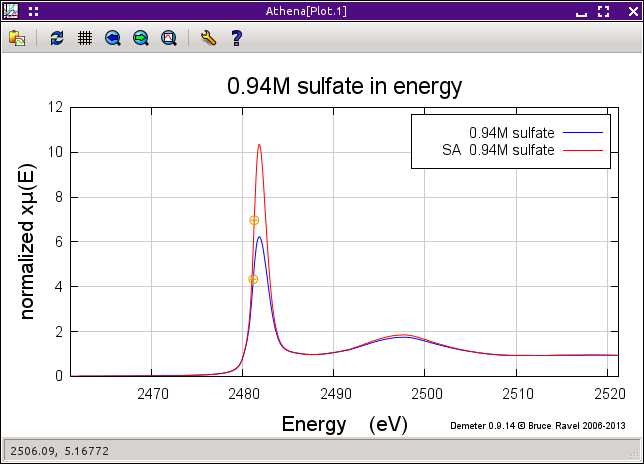 Athena[Plot.1]
?
0.94M sulfate in energy
0.94M sulfate
SA 0.94M sulfate
normalized xμ(E)
12
10
8
6
4
2
0
2470 2480 2490 2500 2510 2520
Energy (eV)
Demeter 0.9.14 © Bruce Ravel 2006-2013
2506.09, 5.16772